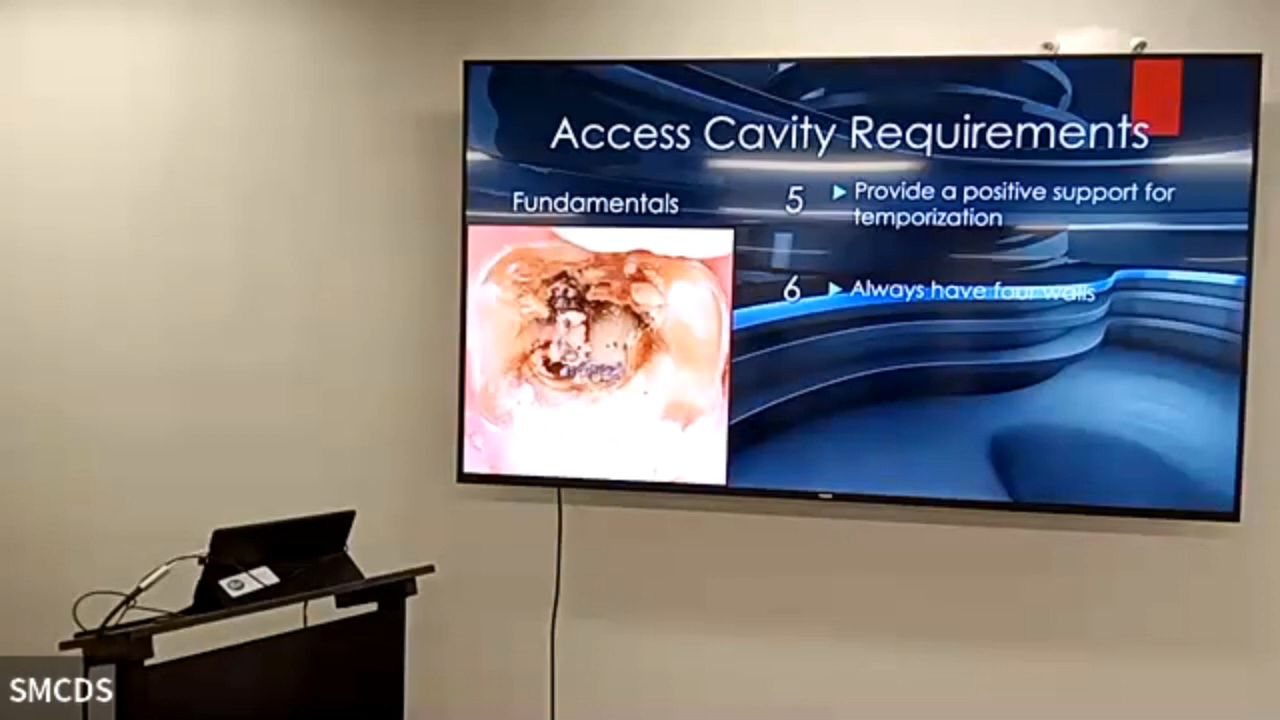 Access Cavity Requirements
Fundamentals
5 Provide a positive support for
temporization
6 Always have four walls
SMCDS